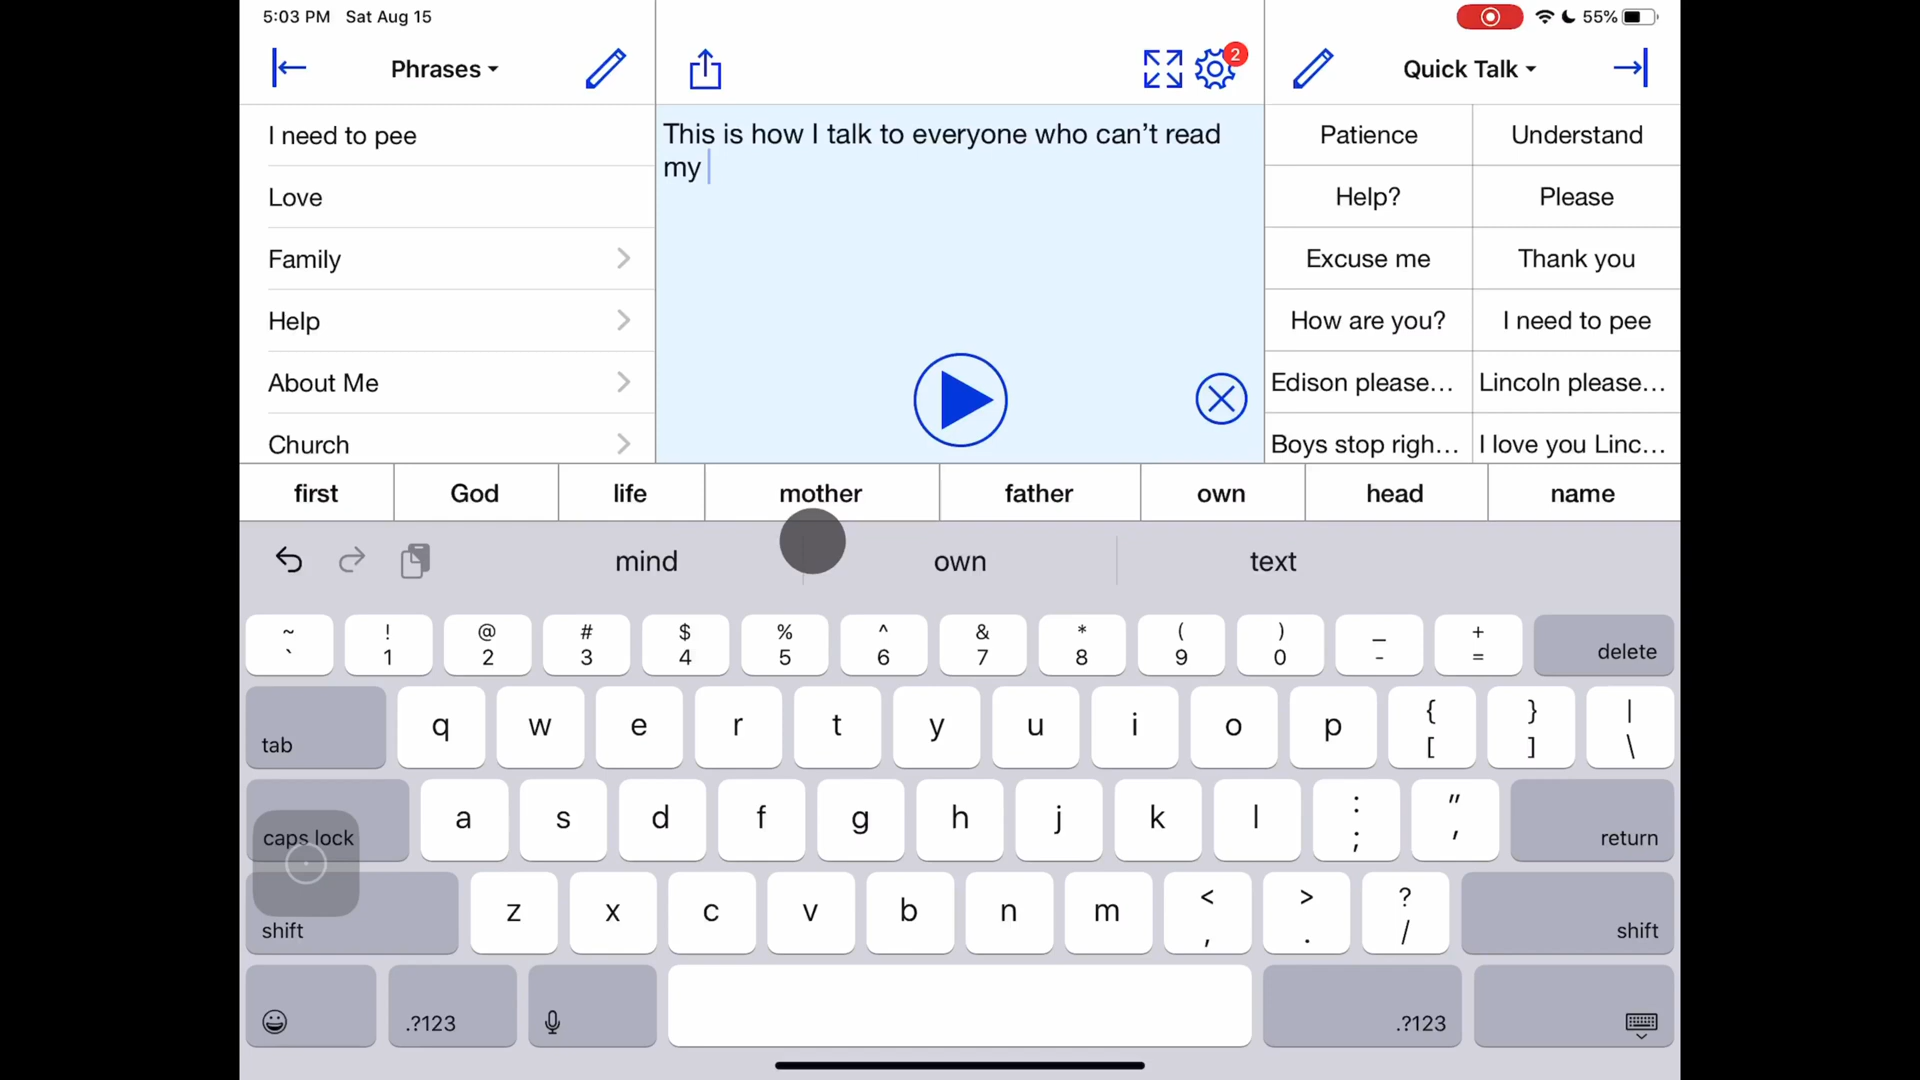 5:03 PM Sat Aug 15
55%
Phrases
2
Quick Talk
I need to pee
Love
Family
Help
About Me
Church
This is how I talk to everyone who can’t read
my
Patience
Understand
Help?
Please
Excuse me
Thank you
How are you?
I need to pee
Edison please...
Lincoln please...
Boys stop righ...
I love you Linc...
first God life mother father own head name
mind own text
~ ! @ # $ % ^ & * ( ) _ +
` 1 2 3 4 5 6 7 8 9 0 - = delete
tab q w e r t y u i o p { [ } ] | \
caps lock a s d f g h j k l : ; " ' return
shift z x c v b n m < , > . ? / shift
.?123 .?123